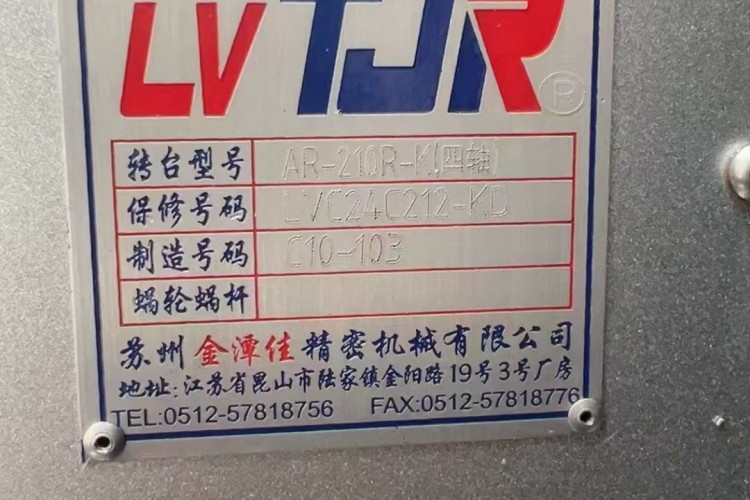 LVTJR®
转台型号 AR-210R-K(四轴)
保修号码 LVC24C212-KD
制造号码 C10-103
蜗轮蜗杆
苏州金潭佳精密机械有限公司
地址:江苏省昆山市陆家镇金阳路19号3号厂房
TEL:0512-57818756 FAX:0512-57818776